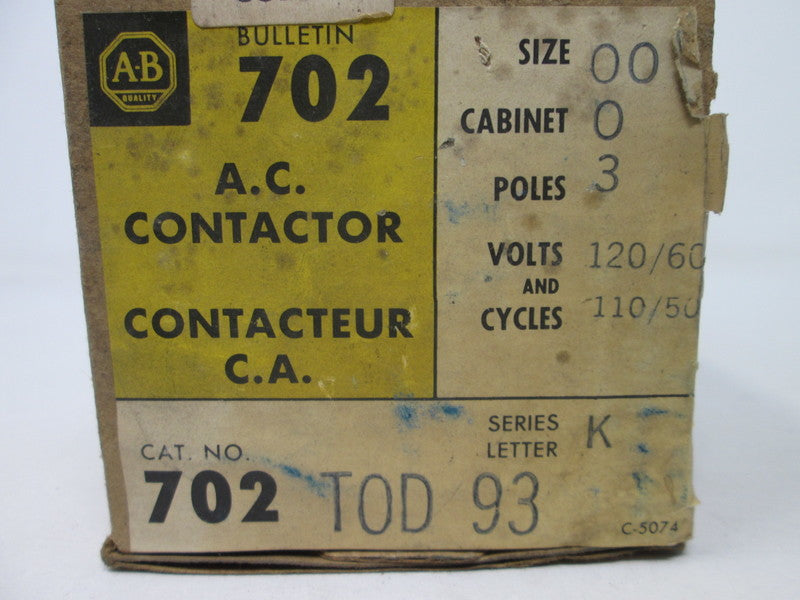 A-B
QUALITY
BULLETIN
702
A.C.
CONTACTOR
CONTACTEUR
C.A.
SIZE 00
CABINET 0
POLES 3
VOLTS 120/60
AND
CYCLES 110/50
SERIES
LETTER K
CAT. NO.
702 TOD 93
C-5074